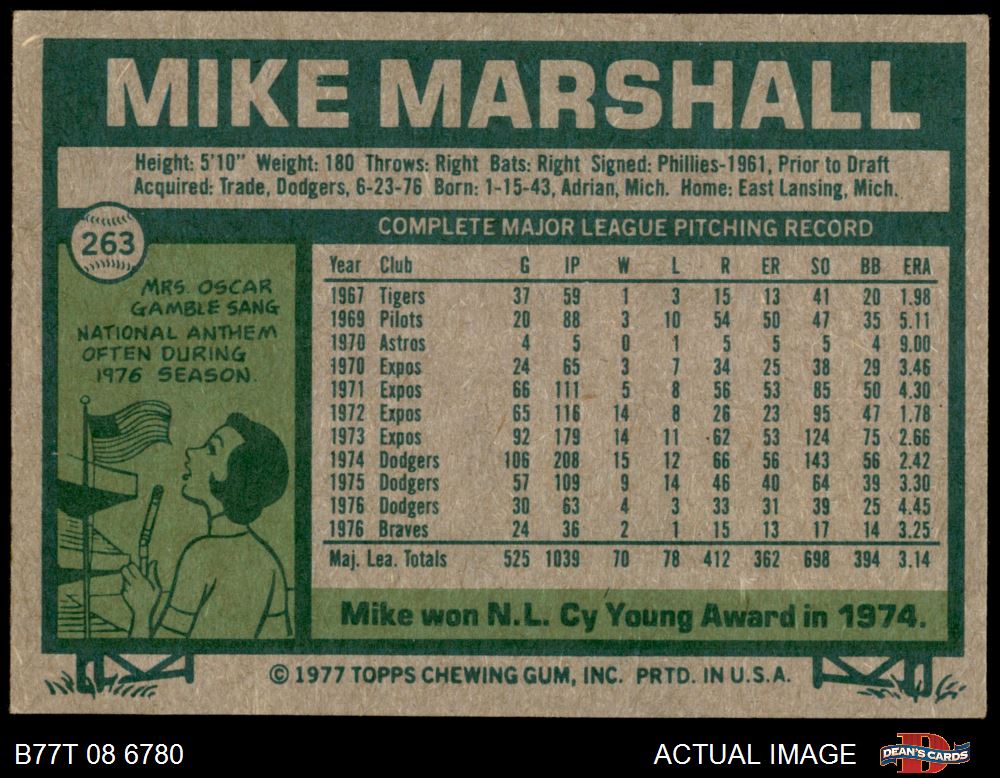 MIKE MARSHALL
Height: 5'10" Weight: 180 Throws: Right Bats: Right Signed: Phillies-1961, Prior to Draft
Acquired: Trade, Dodgers, 6-23-76 Born: 1-15-43, Adrian, Mich. Home: East Lansing, Mich.
263
MRS. OSCAR
GAMBLE SANG
NATIONAL ANTHEM
OFTEN DURING
1976 SEASON.
COMPLETE MAJOR LEAGUE PITCHING RECORD
Year Club G IP W L R ER SO BB ERA
1967 Tigers 37 59 1 3 15 13 41 20 1.98
1969 Pilots 20 88 3 10 54 50 47 35 5.11
1970 Astros 4 5 0 1 5 5 5 4 9.00
1970 Expos 24 65 3 7 34 25 38 29 3.46
1971 Expos 66 111 5 8 56 53 85 50 4.30
1972 Expos 65 116 14 8 26 23 95 47 1.78
1973 Expos 92 179 14 11 62 53 124 75 2.66
1974 Dodgers 106 208 15 12 66 56 143 56 2.42
1975 Dodgers 57 109 9 14 46 40 64 39 3.30
1976 Dodgers 30 63 4 3 33 31 39 25 4.45
1976 Braves 24 36 2 1 15 13 17 14 3.25
Maj. Lea. Totals 525 1039 70 78 412 362 698 394 3.14
Mike won N.L. Cy Young Award in 1974.
© 1977 TOPPS CHEWING GUM, INC. PRTD. IN U.S.A.
B77T 08 6780
ACTUAL IMAGE
D
DEAN'S CARDS